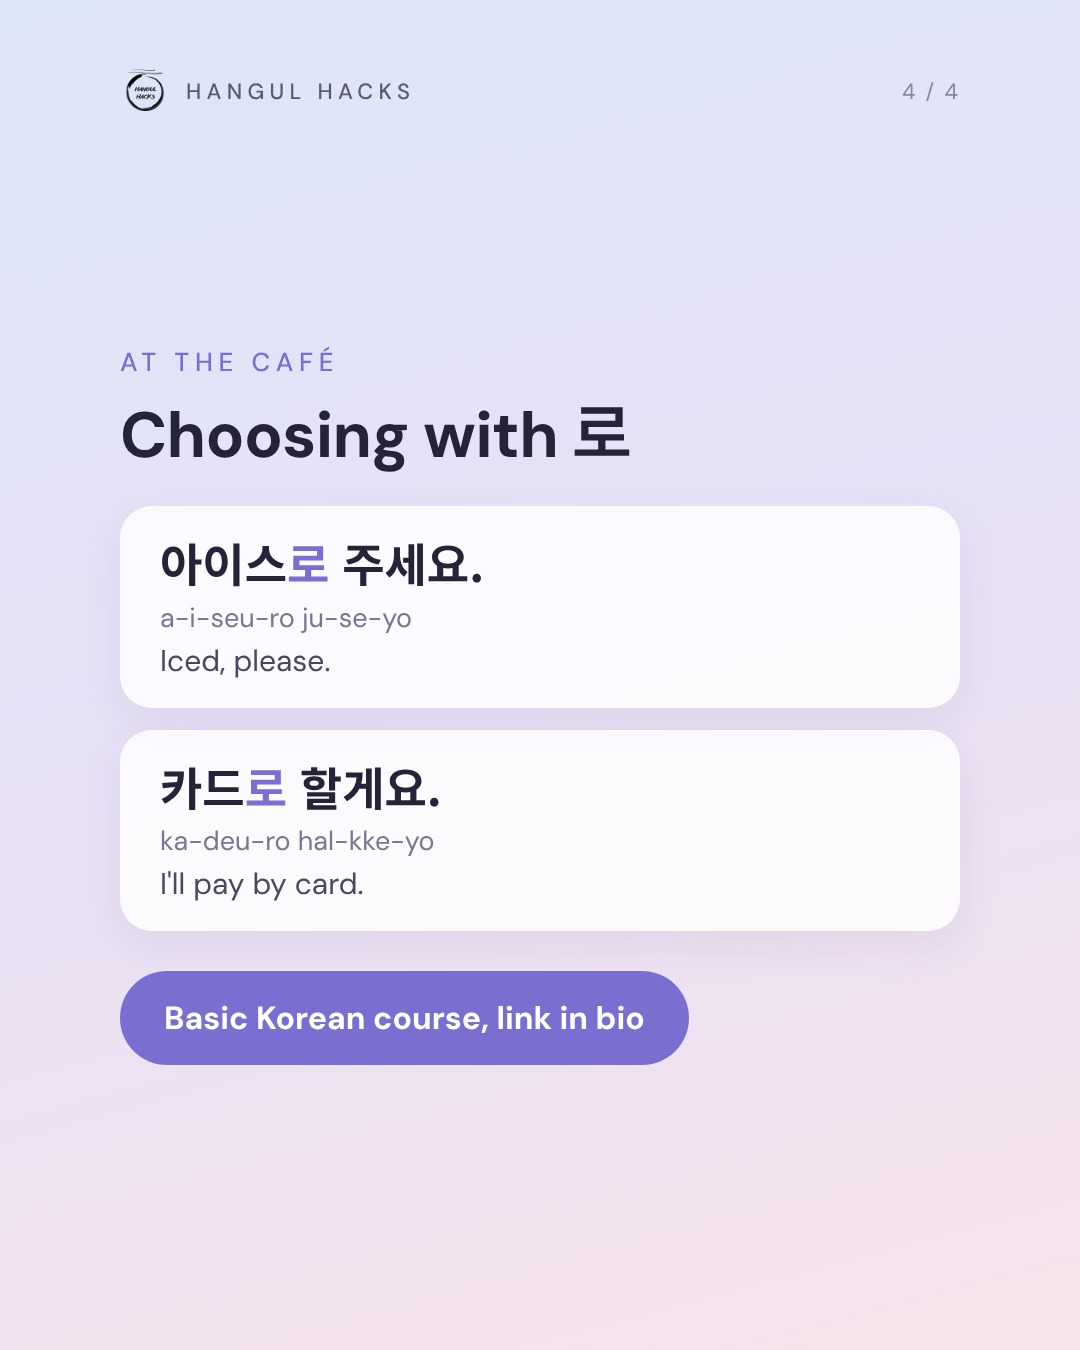 HANGUL HACKS
HANGUL HACKS
4 / 4
AT THE CAFÉ
Choosing with 로
아이스로 주세요.
a-i-seu-ro ju-se-yo
Iced, please.
카드로 할게요.
ka-deu-ro hal-kke-yo
I'll pay by card.
Basic Korean course, link in bio